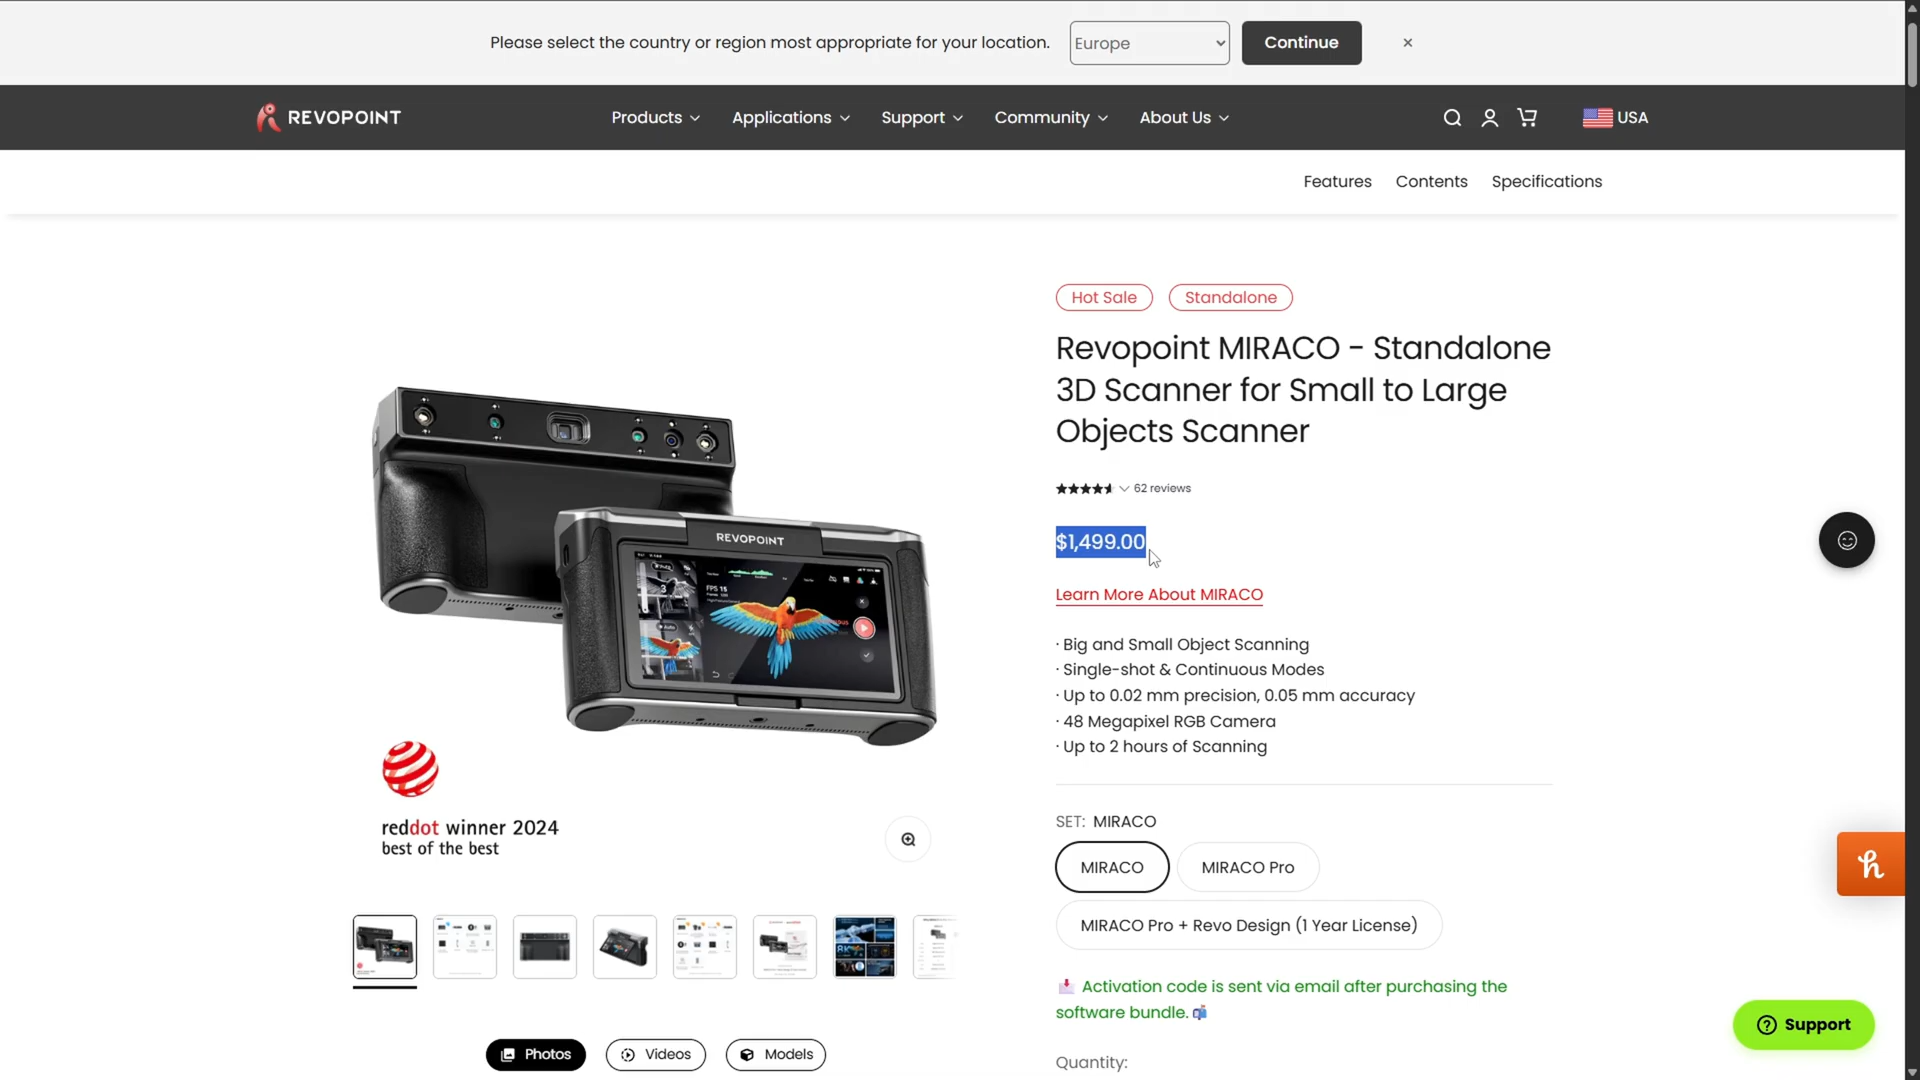 Please select the country or region most appropriate for your location.
Europe
Continue
×
REVOPOINT
Products
Applications
Support
Community
About Us
USA
Features
Contents
Specifications
Hot Sale
Standalone
Revopoint MIRACO - Standalone
3D Scanner for Small to Large
Objects Scanner
62 reviews
$1,499.00
Learn More About MIRACO
· Big and Small Object Scanning
· Single-shot & Continuous Modes
· Up to 0.02 mm precision, 0.05 mm accuracy
· 48 Megapixel RGB Camera
· Up to 2 hours of Scanning
SET: MIRACO
MIRACO
MIRACO Pro
MIRACO Pro + Revo Design (1 Year License)
Activation code is sent via email after purchasing the
software bundle.
Quantity:
REVOPOINT
FPS 15
reddot winner 2024
best of the best
Photos
Videos
Models
h
Support